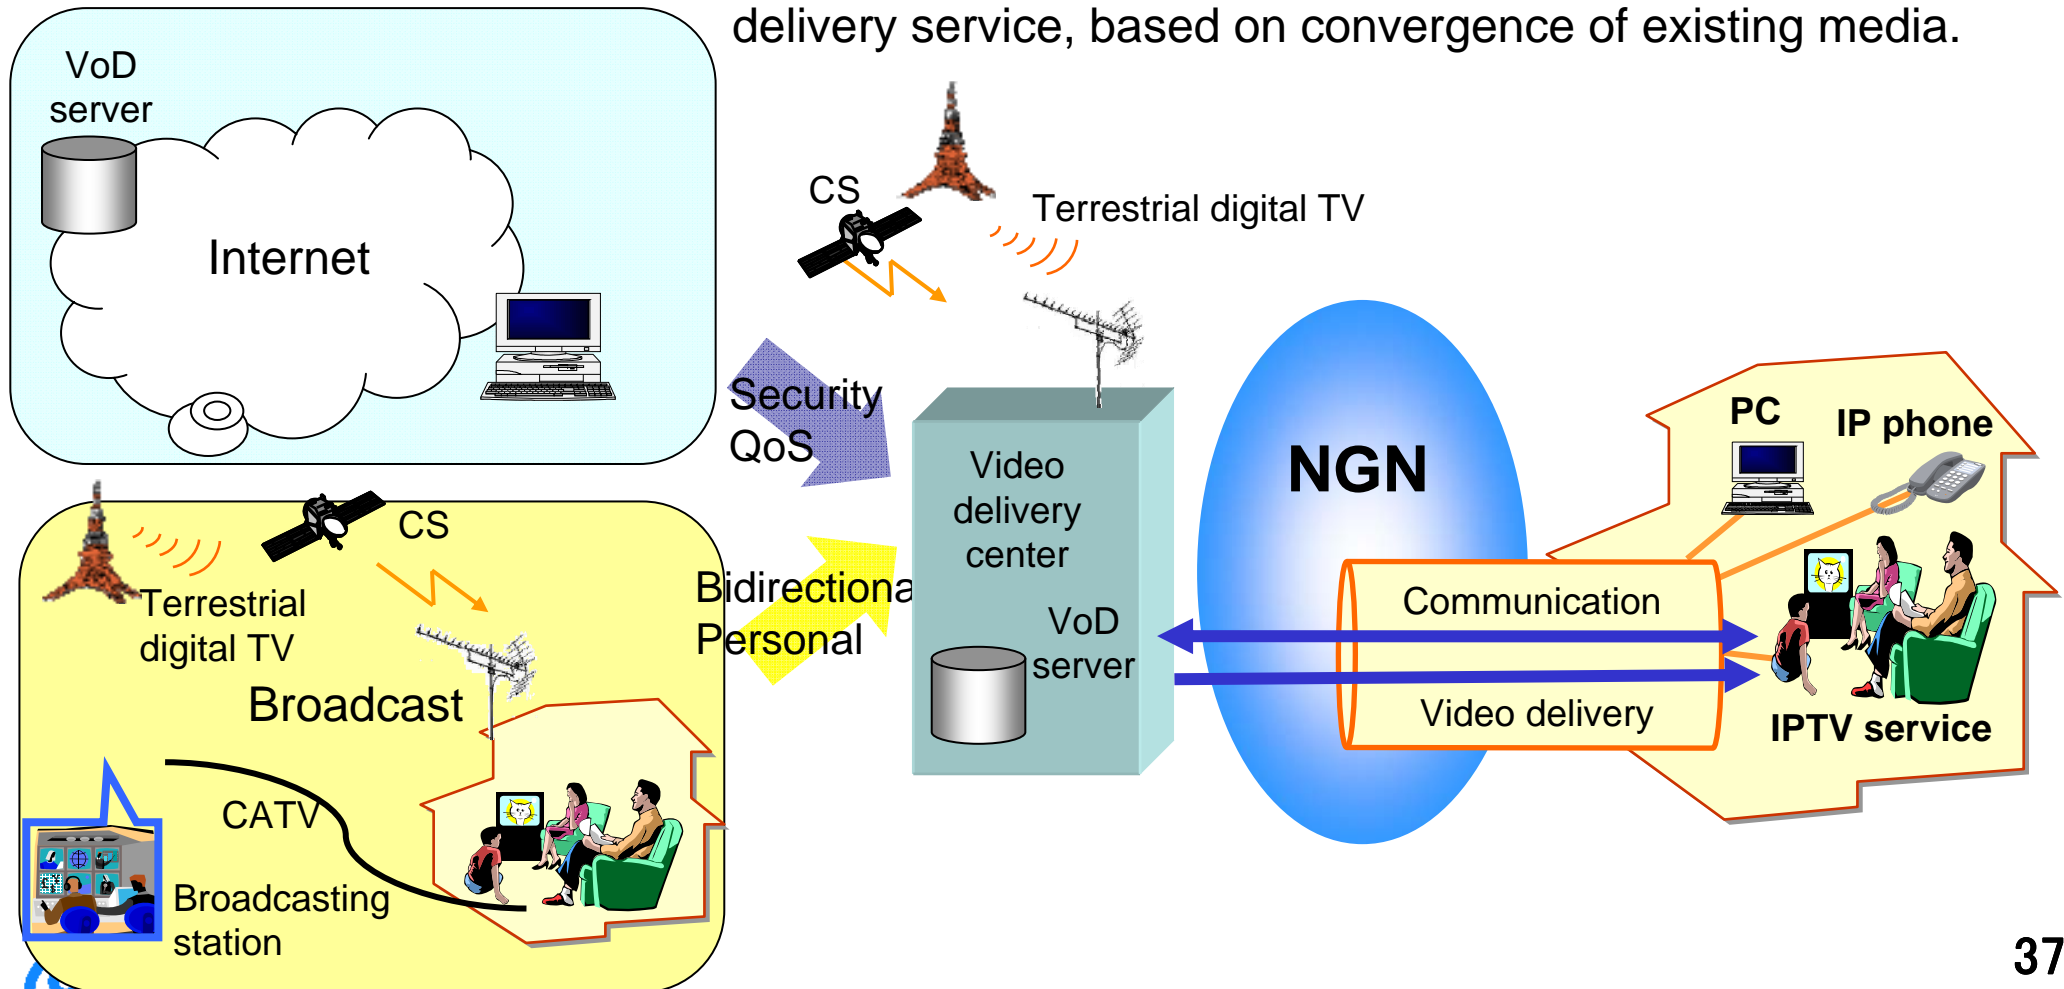 delivery service, based on convergence of existing media.
VoD
server
Internet
CS
Terrestrial digital TV
Security
QoS
Bidirectiona
Personal
Video
delivery
center
VoD
server
NGN
PC
IP phone
Communication
Video delivery
IPTV service
CS
Terrestrial
digital TV
Broadcast
CATV
Broadcasting
station
37